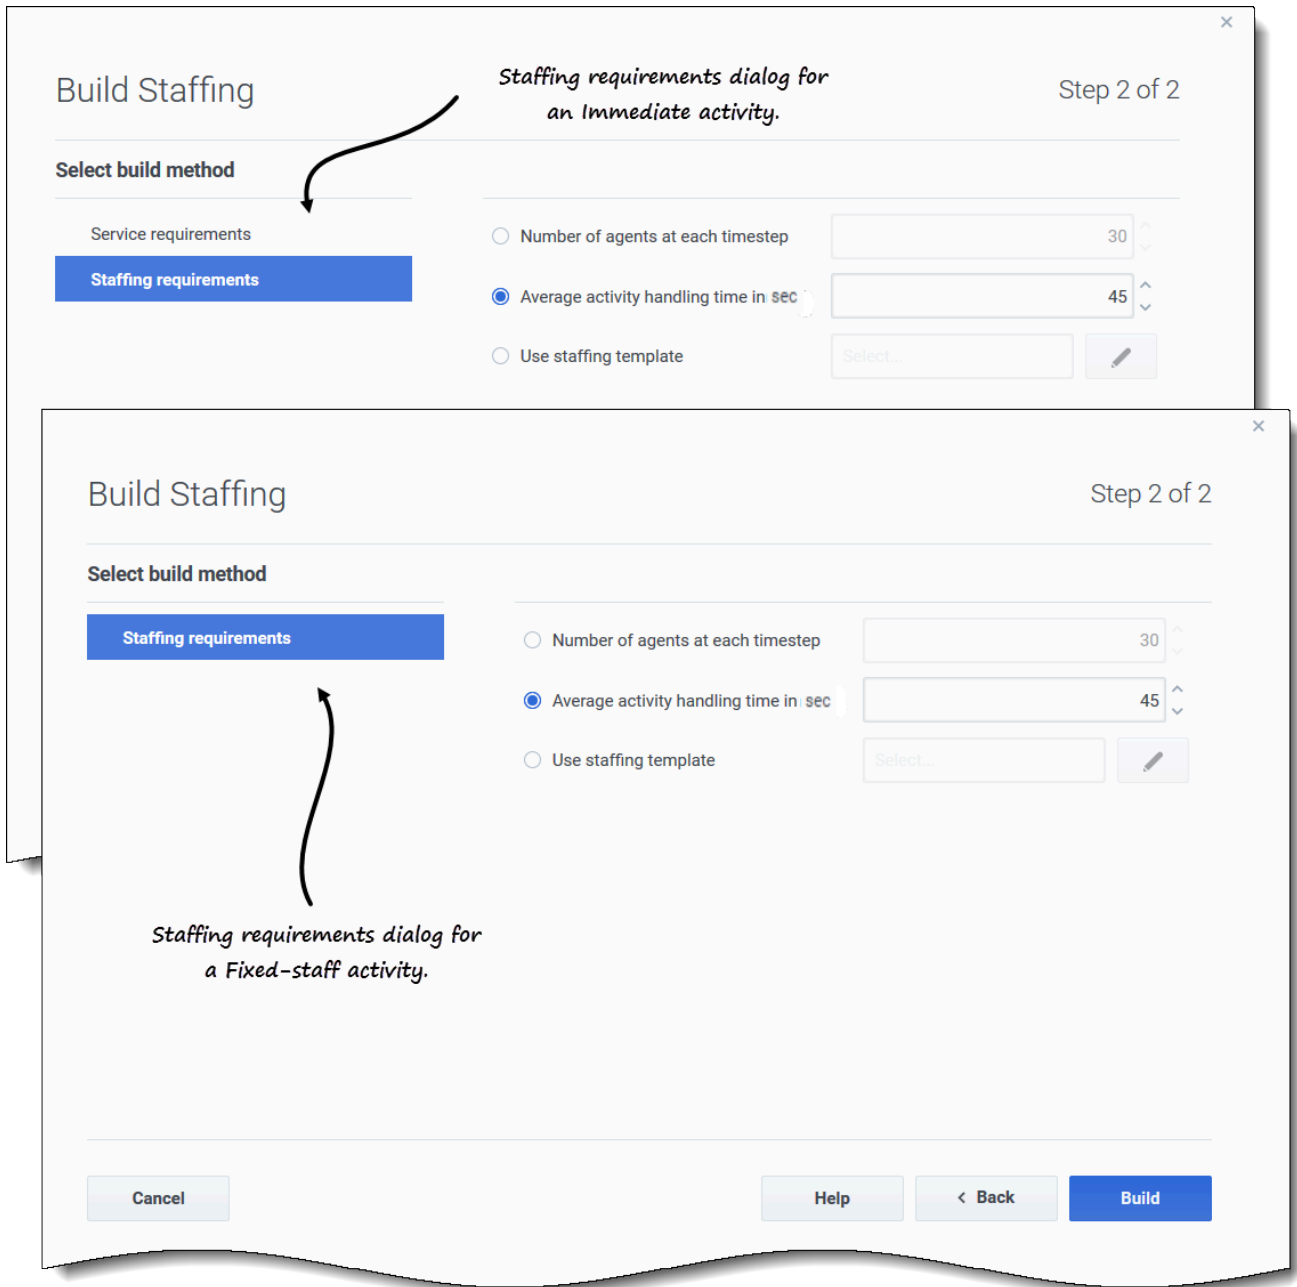 ×
Build Staffing
Staffing requirements dialog for
an Immediate activity.
Step 2 of 2
Select build method
Service requirements
Staffing requirements
Number of agents at each timestep
30
Average activity handling time in sec
45
Use staffing template
Select...
×
Build Staffing
Step 2 of 2
Select build method
Staffing requirements
Number of agents at each timestep
30
Average activity handling time in sec
45
Use staffing template
Select...
Staffing requirements dialog for
a Fixed-staff activity.
Cancel
Help
< Back
Build